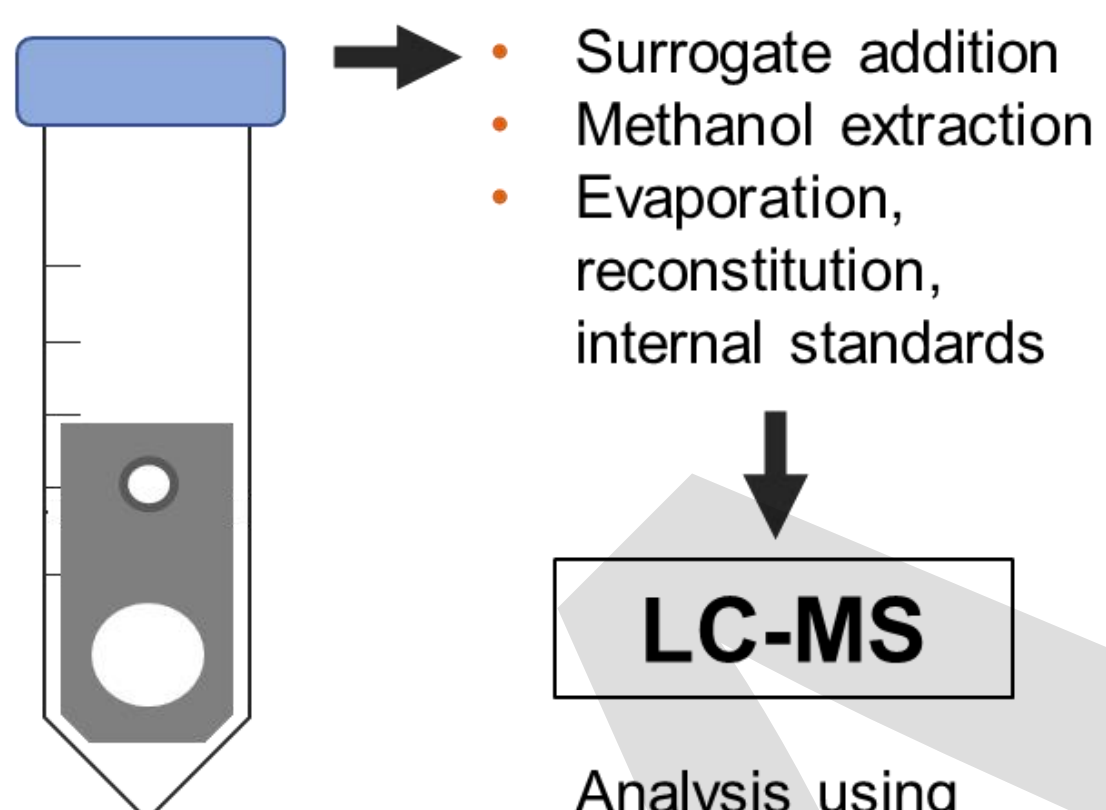 • Surrogate addition
• Methanol extraction
• Evaporation,
reconstitution,
internal standards
LC-MS
Analysis using